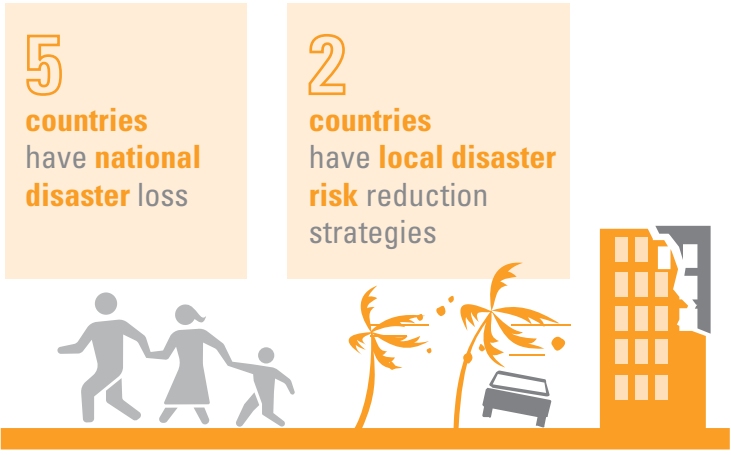 5
countries
have national
disaster loss
2
countries
have local disaster
risk reduction
strategies